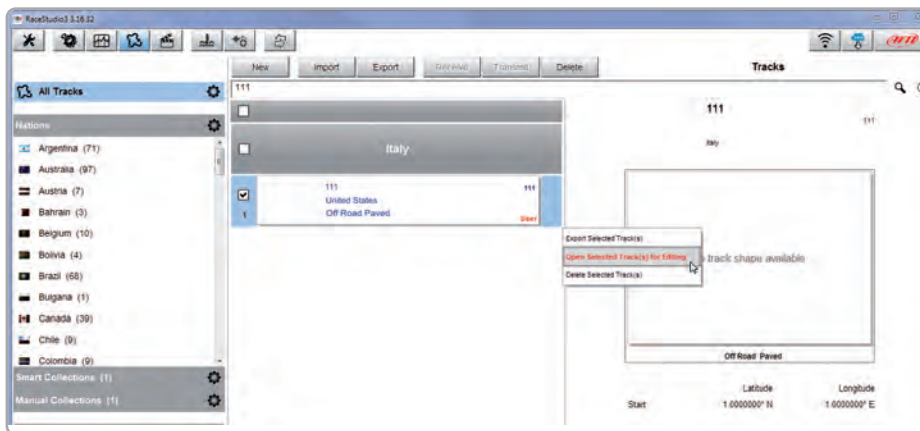 RaceStudio3 3.16.32
New Import Export Receive Transmit Delete Tracks
All Tracks
111
111
111
Italy
Nations
Argentina (71)
Australia (97)
Austria (7)
Bahrain (3)
Belgium (10)
Bolivia (4)
Brazil (68)
Bulgaria (1)
Canada (39)
Chile (9)
Colombia (9)
Smart Collections (1)
Manual Collections (1)
Italy
111 111
United States
Off Road Paved
User
1
Export Selected Track(s)
Open Selected Track(s) for Editing
Delete Selected Track(s)
track shape available
Off Road Paved
Latitude Longitude
Start 1.0000000° N 1.0000000° E